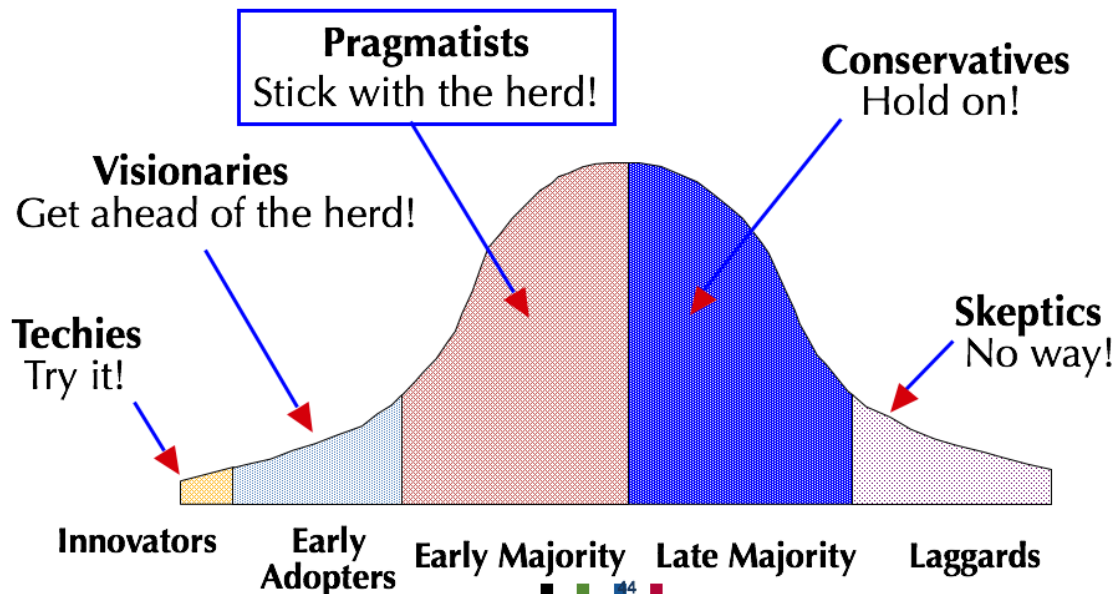 Pragmatists
Stick with the herd!
Conservatives
Hold on!
Visionaries
Get ahead of the herd!
Techies
Try it!
Skeptics
No way!
Innovators
Early
Adopters
Early Majority
Late Majority
Laggards
44